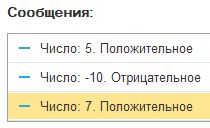 Сообщения:
Число: 5. Положительное
Число: -10. Отрицательное
Число: 7. Положительное